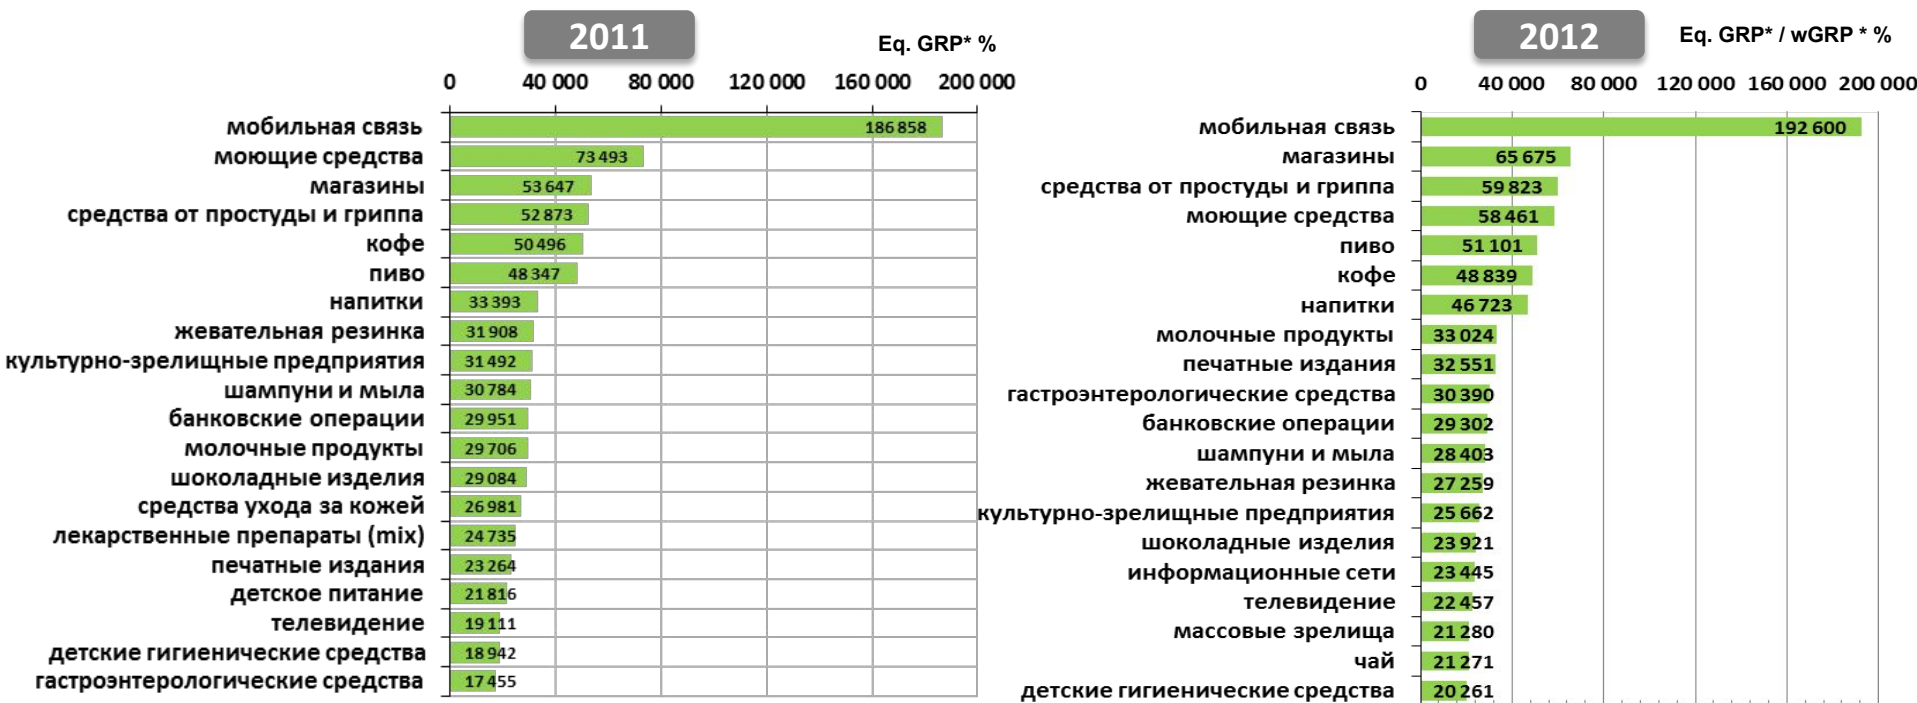 2011
Eq. GRP* %
0 40 000 80 000 120 000 160 000 200 000
мобильная связь 186 858
моющие средства 73 493
магазины 53 647
средства от простуды и гриппа 52 873
кофе 50 496
пиво 48 347
напитки 33 393
жевательная резинка 31 908
культурно-зрелищные предприятия 31 492
шампуни и мыла 30 784
банковские операции 29 951
молочные продукты 29 706
шоколадные изделия 29 084
средства ухода за кожей 26 981
лекарственные препараты (mix) 24 735
печатные издания 23 264
детское питание 21 816
телевидение 19 111
детские гигиенические средства 18 942
гастроэнтерологические средства 17 455
2012
Eq. GRP* / wGRP * %
0 40 000 80 000 120 000 160 000 200 000
мобильная связь 192 600
магазины 65 675
средства от простуды и гриппа 59 823
моющие средства 58 461
пиво 51 101
кофе 48 839
напитки 46 723
молочные продукты 33 024
печатные издания 32 551
гастроэнтерологические средства 30 390
банковские операции 29 302
шампуни и мыла 28 403
жевательная резинка 27 259
культурно-зрелищные предприятия 25 662
шоколадные изделия 23 921
информационные сети 23 445
телевидение 22 457
массовые зрелища 21 280
чай 21 271
детские гигиенические средства 20 261